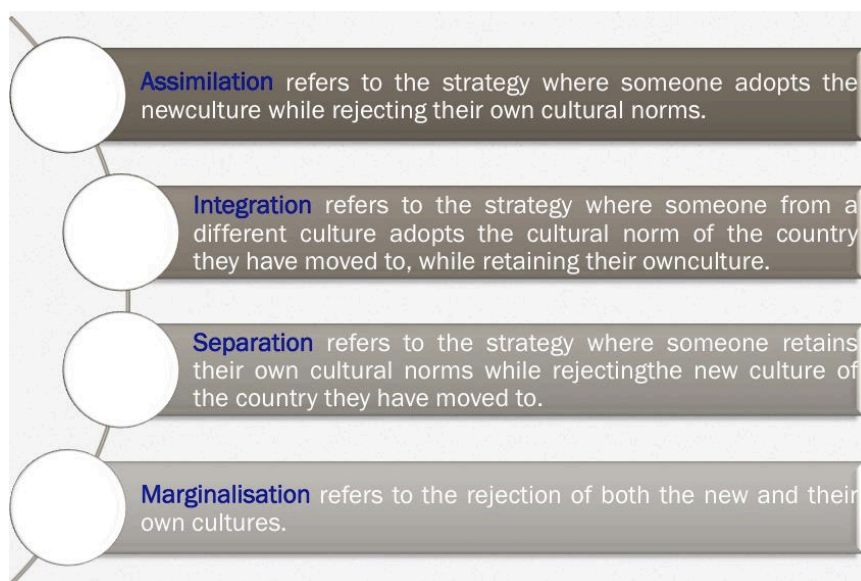 Assimilation refers to the strategy where someone adopts the
newculture while rejecting their own cultural norms.
Integration refers to the strategy where someone from a
different culture adopts the cultural norm of the country
they have moved to, while retaining their ownculture.
Separation refers to the strategy where someone retains
their own cultural norms while rejectingthe new culture of
the country they have moved to.
Marginalisation refers to the rejection of both the new and their
own cultures.